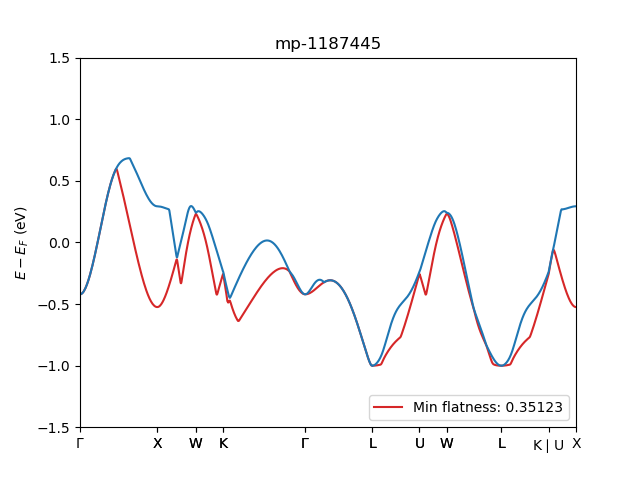 mp-1187445
E − E_F (eV)
1.5
1.0
0.5
0.0
−0.5
−1.0
−1.5
Min flatness: 0.35123
Γ X W K Γ L U W L K | U X